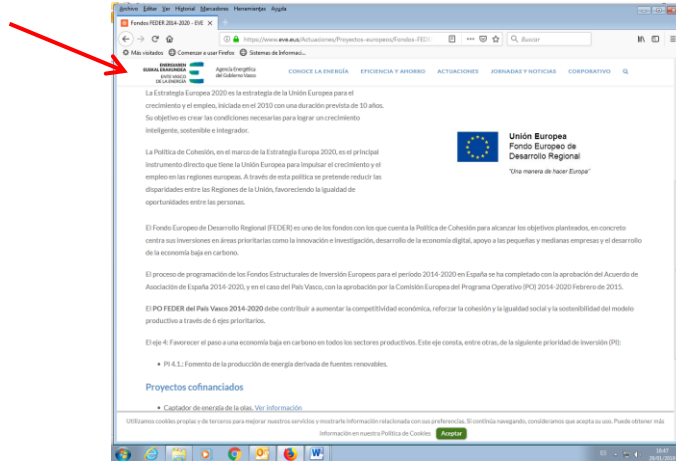 Archivo Editar Ver Historial Marcadores Herramientas Ayuda
Fondos FEDER 2014-2020 - EVE
https://www.eve.eus/Actuaciones/Proyectos-europeos/Fondos-FED
Buscar
Más visitados Comenzar a usar Firefox Sistemas de Informaci...
ENERGIAREN
EUSKAL ERAKUNDEA
ENTE VASCO
DE LA ENERGÍA
Agencia Energética
del Gobierno Vasco
CONOCE LA ENERGÍA EFICIENCIA Y AHORRO ACTUACIONES JORNADAS Y NOTICIAS CORPORATIVO
La Estrategia Europea 2020 es la estrategia de la Unión Europea para el
crecimiento y el empleo, iniciada en el 2010 con una duración prevista de 10 años.
Su objetivo es crear las condiciones necesarias para lograr un crecimiento
inteligente, sostenible e integrador.
La Política de Cohesión, en el marco de la Estrategia Europa 2020, es el principal
instrumento directo que tiene la Unión Europea para impulsar el crecimiento y el
empleo en las regiones europeas. A través de esta política se pretende reducir las
disparidades entre las Regiones de la Unión, favoreciendo la igualdad de
oportunidades entre las personas.
Unión Europea
Fondo Europeo de
Desarrollo Regional
"Una manera de hacer Europa"
El Fondo Europeo de Desarrollo Regional (FEDER) es uno de los fondos con los que cuenta la Política de Cohesión para alcanzar los objetivos planteados, en concreto
centra sus inversiones en áreas prioritarias como la innovación e investigación, desarrollo de la economía digital, apoyo a las pequeñas y medianas empresas y el desarrollo
de la economía baja en carbono.
El proceso de programación de los Fondos Estructurales de Inversión Europeos para el periodo 2014-2020 en España se ha completado con la aprobación del Acuerdo de
Asociación de España 2014-2020, y en el caso del País Vasco, con la aprobación por la Comisión Europea del Programa Operativo (PO) 2014-2020 Febrero de 2015.
El PO FEDER del País Vasco 2014-2020 debe contribuir a aumentar la competitividad económica, reforzar la cohesión y la igualdad social y la sostenibilidad del modelo
productivo a través de 6 ejes prioritarios.
El eje 4: Favorecer el paso a una economía baja en carbono en todos los sectores productivos. Este eje consta, entre otras, de la siguiente prioridad de inversión (PI):
• PI 4.1.: Fomento de la producción de energía derivada de fuentes renovables.
Proyectos cofinanciados
• Captador de energía de la olas, Ver Información
Utilizamos cookies propias y de terceros para mejorar nuestros servicios y mostrarle información relacionada con sus preferencias. Si continúa navegando, consideramos que acepta su uso. Puede obtener más
información en nuestra Política de Cookies Aceptar
ES
16:47
29/01/2019